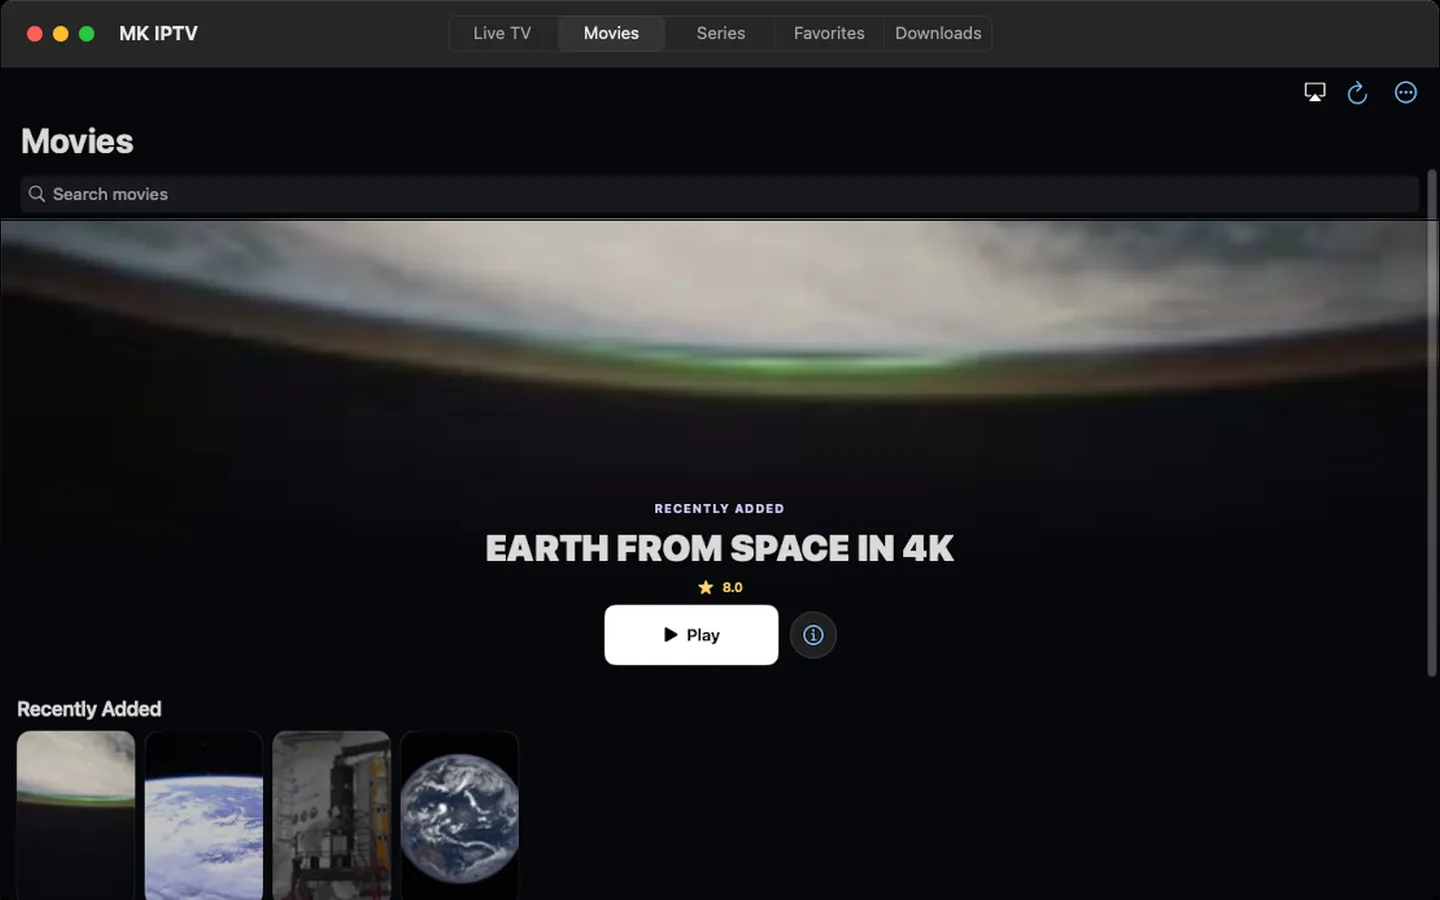 MK IPTV
Live TV
Movies
Series
Favorites
Downloads
Movies
Search movies
RECENTLY ADDED
EARTH FROM SPACE IN 4K
8.0
Play
Recently Added